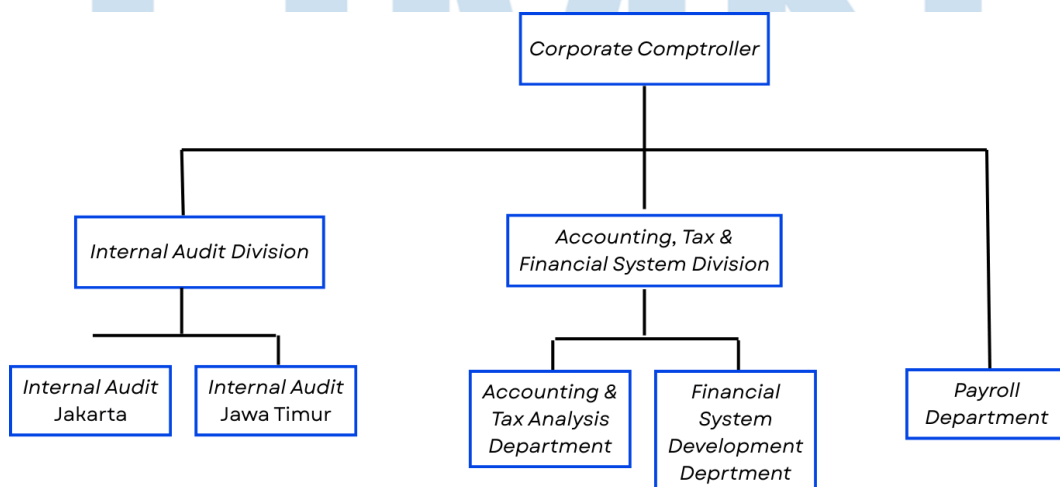 Corporate Comptroller
Internal Audit Division
Accounting, Tax &
Financial System Division
Internal Audit
Jakarta
Internal Audit
Jawa Timur
Accounting &
Tax Analysis
Department
Financial
System
Development
Deprtment
Payroll
Department